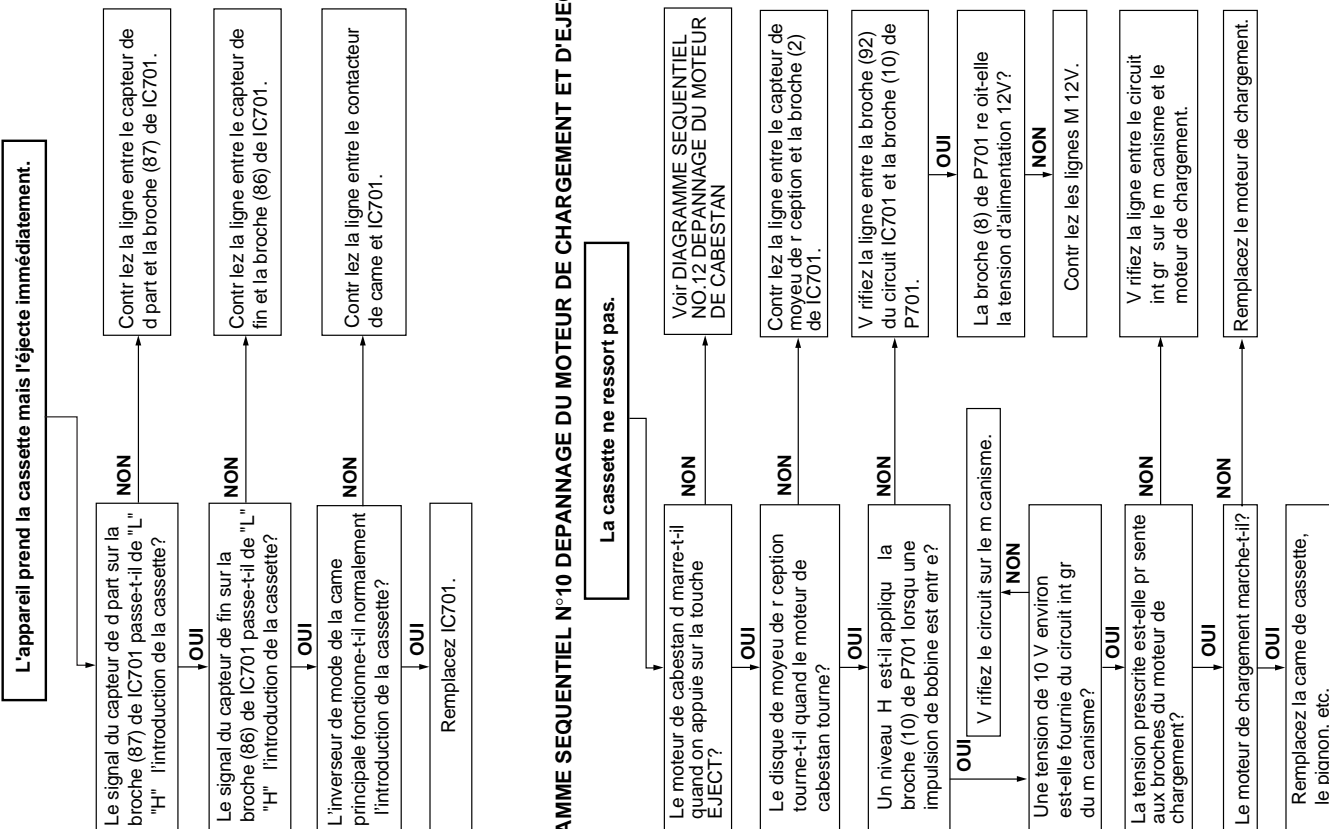 L'appareil prend la cassette mais l'éjecte immédiatement.
Le signal du capteur de d part sur la
broche (87) de IC701 passe-t-il de "L"
"H" l'introduction de la cassette?
NON
Contr lez la ligne entre le capteur de
d part et la broche (87) de IC701.
OUI
Le signal du capteur de fin sur la
broche (86) de IC701 passe-t-il de "L"
"H" l'introduction de la cassette?
NON
Contr lez la ligne entre le capteur de
fin et la broche (86) de IC701.
OUI
L'inverseur de mode de la came
principale fonctionne-t-il normalement
l'introduction de la cassette?
NON
Contr lez la ligne entre le contacteur
de came et IC701.
OUI
Remplacez IC701.
AMME SEQUENTIEL N°10 DEPANNAGE DU MOTEUR DE CHARGEMENT ET D'EJE
La cassette ne ressort pas.
Le moteur de cabestan d marre-t-il
quand on appuie sur la touche
EJECT?
NON
Voir DIAGRAMME SEQUENTIEL
NO.12 DEPANNAGE DU MOTEUR
DE CABESTAN
OUI
Le disque de moyeu de r ception
tourne-t-il quand le moteur de
cabestan tourne?
NON
Contr lez la ligne entre le capteur de
moyeu de r ception et la broche (2)
de IC701.
OUI
Un niveau H est-il appliqu la
broche (10) de P701 lorsqu une
impulsion de bobine est entr e?
NON
V rifiez la ligne entre la broche (92)
du circuit IC701 et la broche (10) de
P701.
OUI
La broche (8) de P701 re oit-elle
la tension d'alimentation 12V?
NON
Contr lez les lignes M 12V.
OUI
V rifiez le circuit sur le m canisme.
NON
Une tension de 10 V environ
est-elle fournie du circuit int gr
du m canisme?
OUI
La tension prescrite est-elle pr sente
aux broches du moteur de
chargement?
NON
V rifiez la ligne entre le circuit
int gr sur le m canisme et le
moteur de chargement.
OUI
Le moteur de chargement marche-t-il?
NON
Remplacez le moteur de chargement.
OUI
Remplacez la came de cassette,
le pignon, etc.